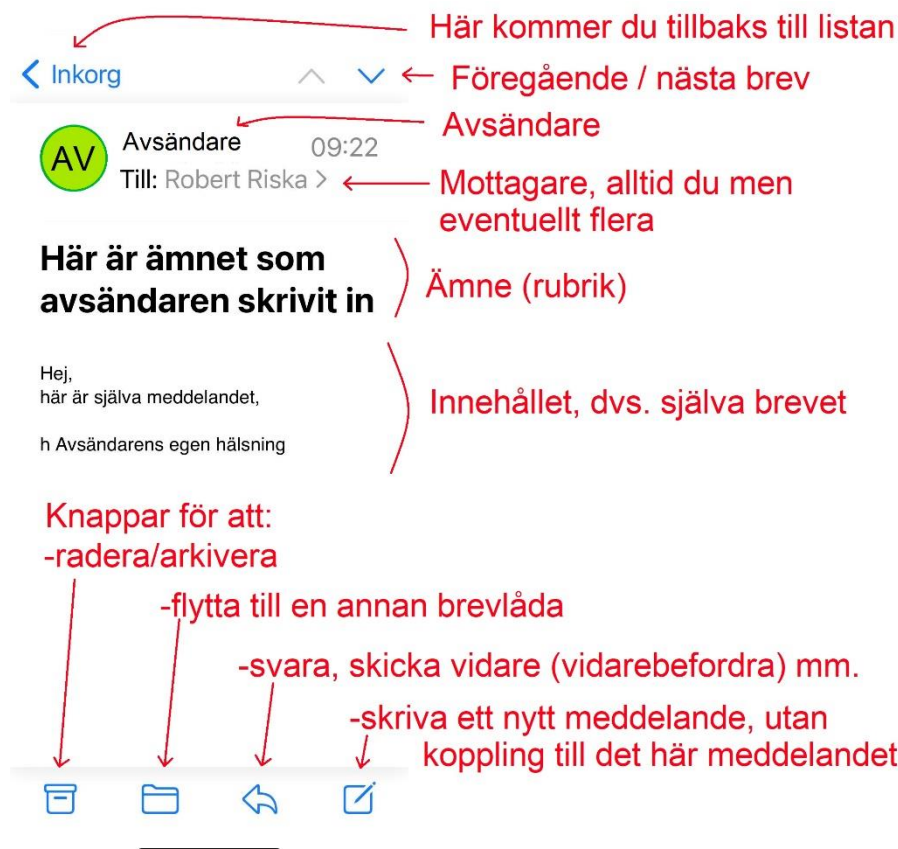 Här kommer du tillbaks till listan
Inkorg
Föregående / nästa brev
Avsändare
AV
Avsändare
09:22
Till: Robert Riska >
Mottagare, alltid du men
eventuellt flera
Här är ämnet som
avsändaren skrivit in
Ämne (rubrik)
Hej,
här är själva meddelandet,
h Avsändarens egen hälsning
Innehållet, dvs. själva brevet
Knappar för att:
-radera/arkivera
-flytta till en annan brevlåda
-svara, skicka vidare (vidarebefordra) mm.
-skriva ett nytt meddelande, utan
koppling till det här meddelandet